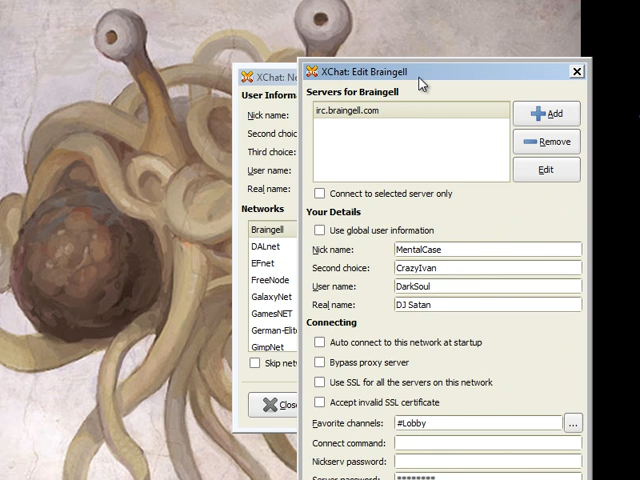 XChat: Ne
User Inform
Nick name:
Second choic
Third choice:
User name:
Real name:
Networks
Braingell
DALnet
EFnet
FreeNode
GalaxyNet
GamesNET
German-Elite
GimpNet
Skip net
Close
XChat: Edit Braingell
Servers for Braingell
irc.braingell.com
Add
Remove
Edit
Connect to selected server only
Your Details
Use global user information
Nick name: MentalCase
Second choice: CrazyIvan
User name: DarkSoul
Real name: DJ Satan
Connecting
Auto connect to this network at startup
Bypass proxy server
Use SSL for all the servers on this network
Accept invalid SSL certificate
Favorite channels: #Lobby ...
Connect command:
Nickserv password:
Server password: ********